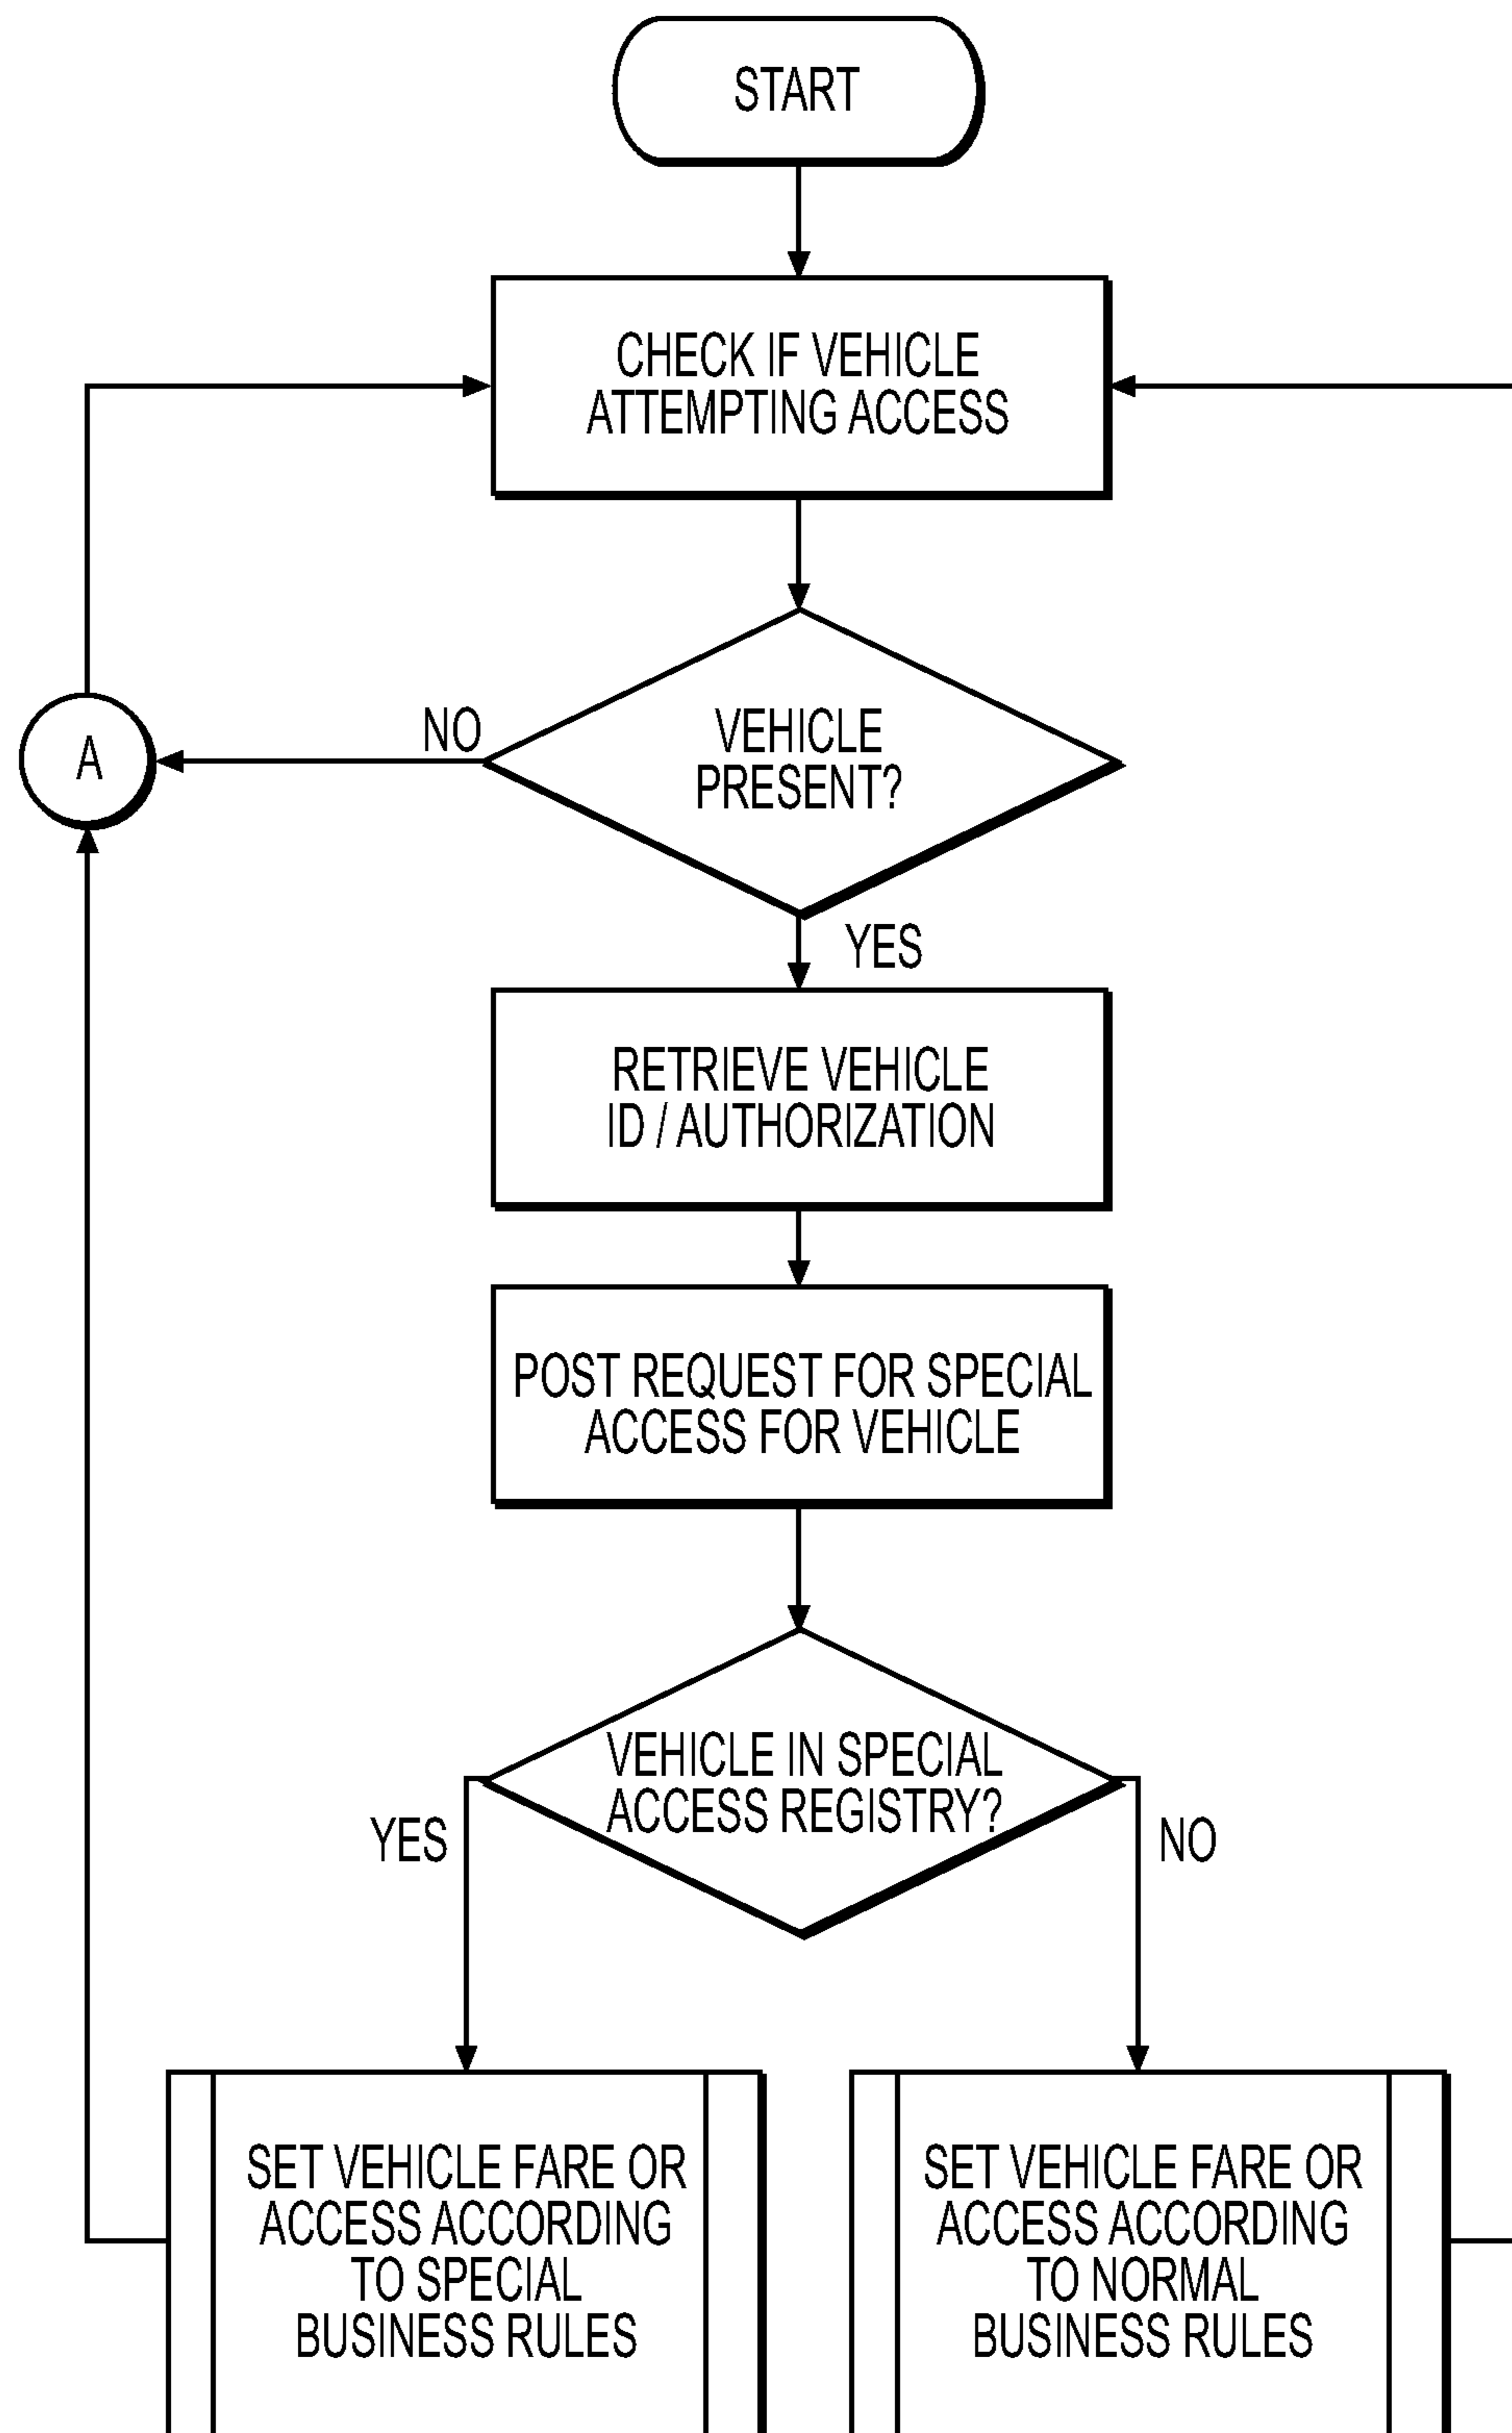 START
CHECK IF VEHICLE
ATTEMPTING ACCESS
NO
VEHICLE
PRESENT?
A
YES
RETRIEVE VEHICLE
ID / AUTHORIZATION
POST REQUEST FOR SPECIAL
ACCESS FOR VEHICLE
VEHICLE IN SPECIAL
ACCESS REGISTRY?
YES
NO
SET VEHICLE FARE OR
ACCESS ACCORDING
TO SPECIAL
BUSINESS RULES
SET VEHICLE FARE OR
ACCESS ACCORDING
TO NORMAL
BUSINESS RULES